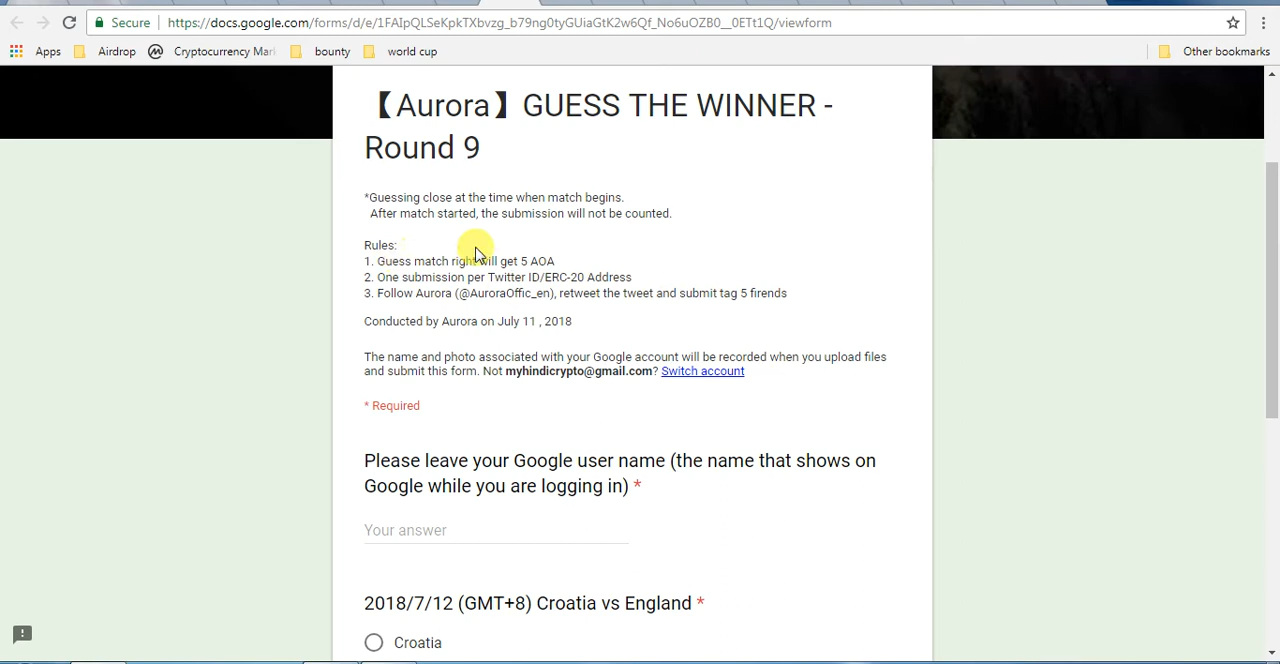 Secure https://docs.google.com/forms/d/e/1FAIpQLSeKpkTXbvzg_b79ng0tyGUiaGtK2w6Qf_No6uOZB0__0ETt1Q/viewform
Apps Airdrop Cryptocurrency Mar bounty world cup Other bookmarks
【Aurora】GUESS THE WINNER -
Round 9
*Guessing close at the time when match begins.
After match started, the submission will not be counted.
Rules:
1. Guess match right will get 5 AOA
2. One submission per Twitter ID/ERC-20 Address
3. Follow Aurora (@AuroraOffic_en), retweet the tweet and submit tag 5 firends
Conducted by Aurora on July 11 , 2018
The name and photo associated with your Google account will be recorded when you upload files
and submit this form. Not myhindicrypto@gmail.com? Switch account
* Required
Please leave your Google user name (the name that shows on
Google while you are logging in) *
Your answer
2018/7/12 (GMT+8) Croatia vs England *
Croatia